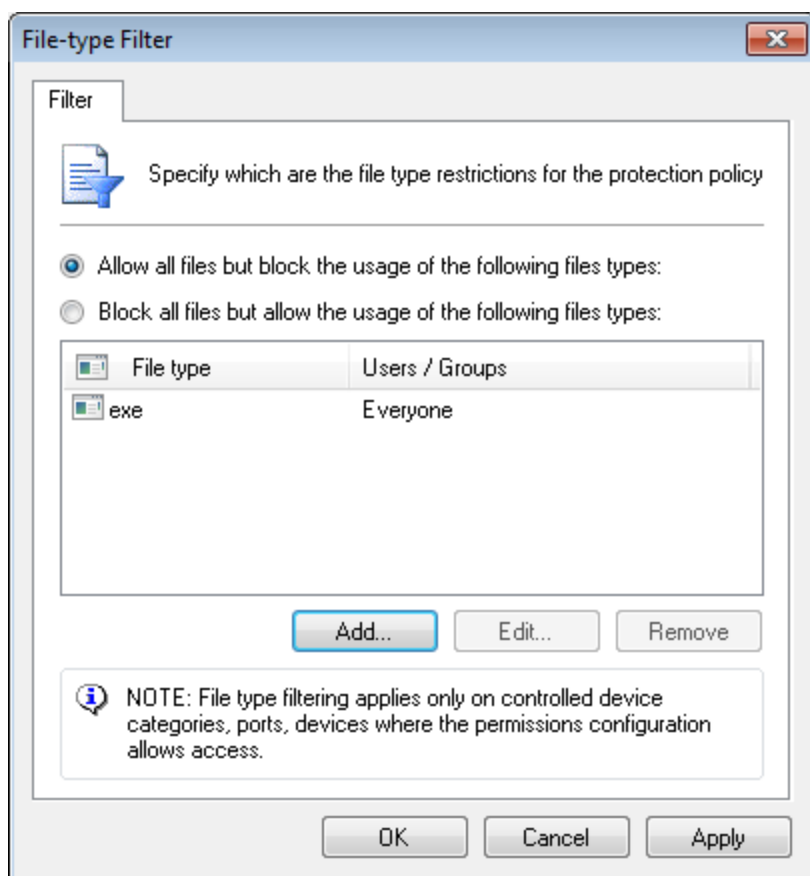 File-type Filter
Filter
Specify which are the file type restrictions for the protection policy
Allow all files but block the usage of the following files types:
Block all files but allow the usage of the following files types:
File type Users / Groups
exe Everyone
Add... Edit... Remove
NOTE: File type filtering applies only on controlled device
categories, ports, devices where the permissions configuration
allows access.
OK Cancel Apply